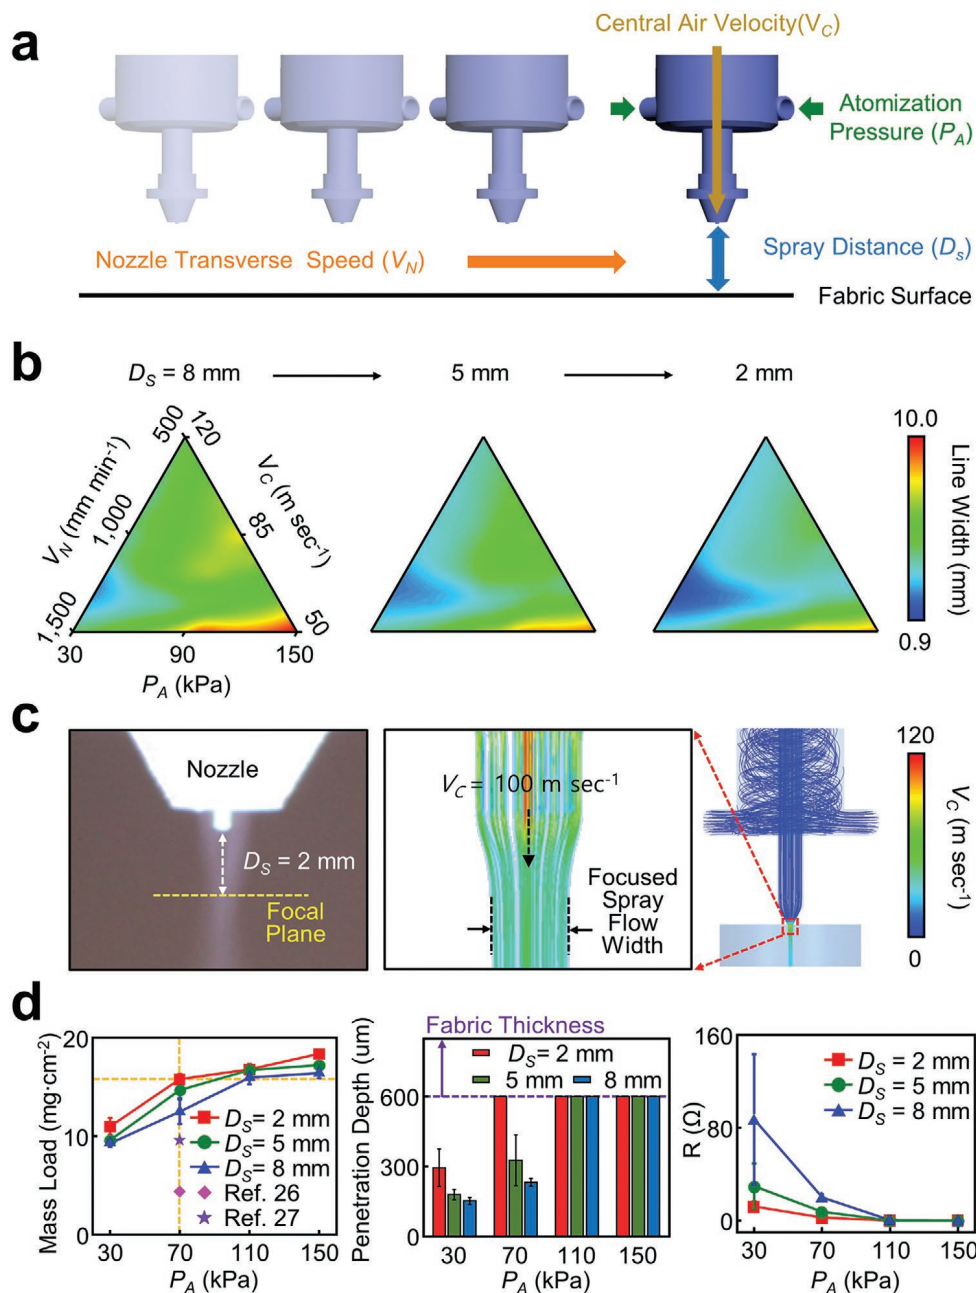 a
Central Air Velocity(V_C)
Atomization
Pressure (P_A)
Nozzle Transverse Speed (V_N)
Spray Distance (D_s)
Fabric Surface
b
D_S = 8 mm
5 mm
2 mm
V_N (mm min⁻¹)
500
1,000
1,500
120
85
50
V_C (m sec⁻¹)
30
90
150
P_A (kPa)
10.0
Line Width (mm)
0.9
c
Nozzle
D_S = 2 mm
Focal
Plane
V_C = 100 m sec⁻¹
Focused
Spray
Flow
Width
120
V_C (m sec⁻¹)
0
d
Mass Load (mg·cm⁻²)
20
10
0
D_S= 2 mm
D_S= 5 mm
D_S= 8 mm
Ref. 26
Ref. 27
30
70
110
150
P_A (kPa)
Penetration Depth (um)
Fabric Thickness
D_S= 2 mm
5 mm
8 mm
600
300
0
30
70
110
150
P_A (kPa)
R (Ω)
160
80
0
D_S = 2 mm
D_S = 5 mm
D_S = 8 mm
30
70
110
150
P_A (kPa)